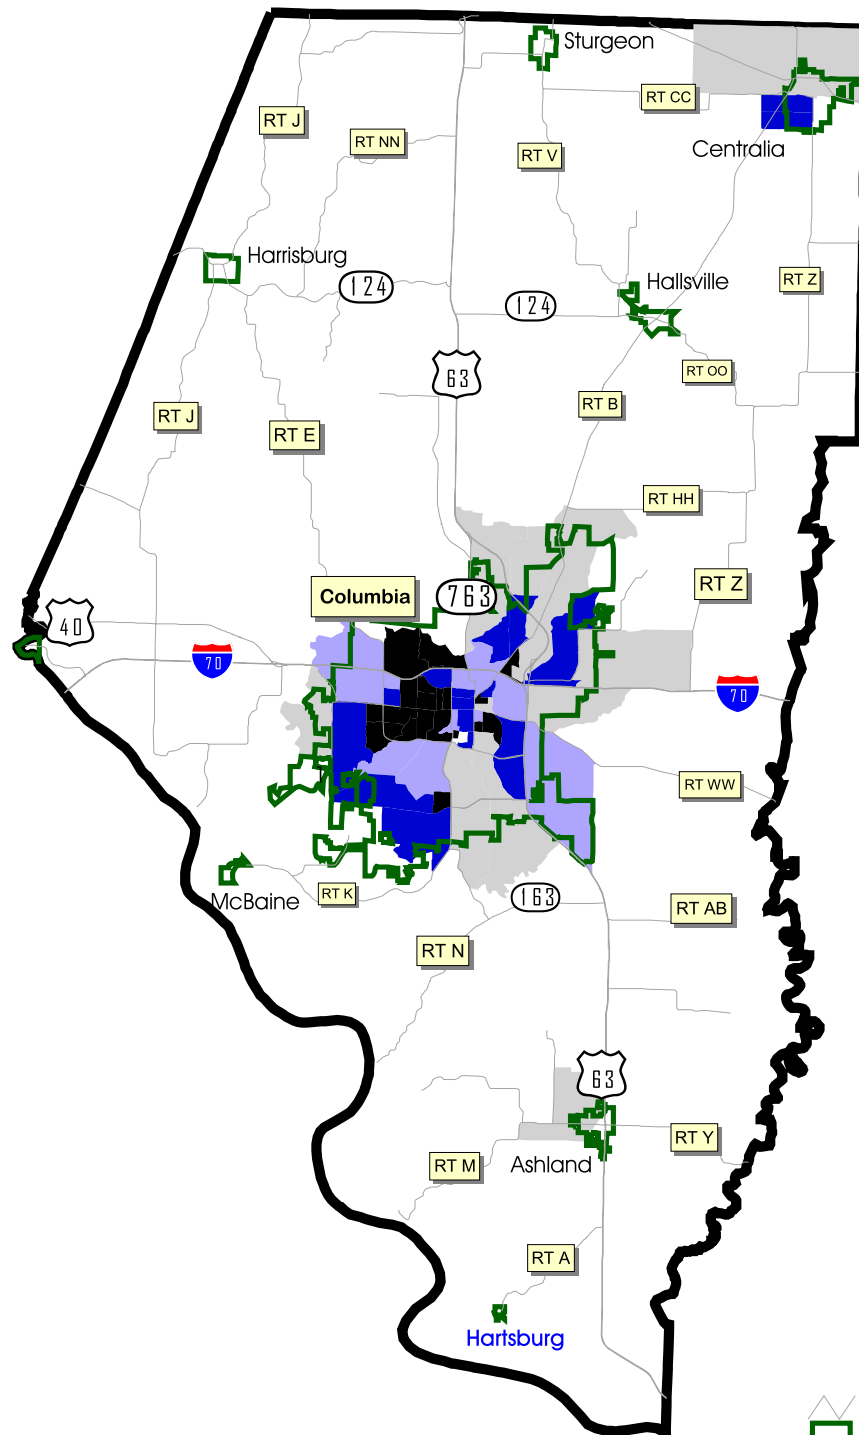 Sturgeon
RT CC
RT J
RT NN
RT V
Centralia
Harrisburg
124
Hallsville
RT Z
124
63
RT OO
RT J
RT E
RT B
RT HH
Columbia
763
RT Z
40
70
70
RT WW
McBaine
RT K
163
RT AB
RT N
63
RT Y
Ashland
RT M
RT A
Hartsburg